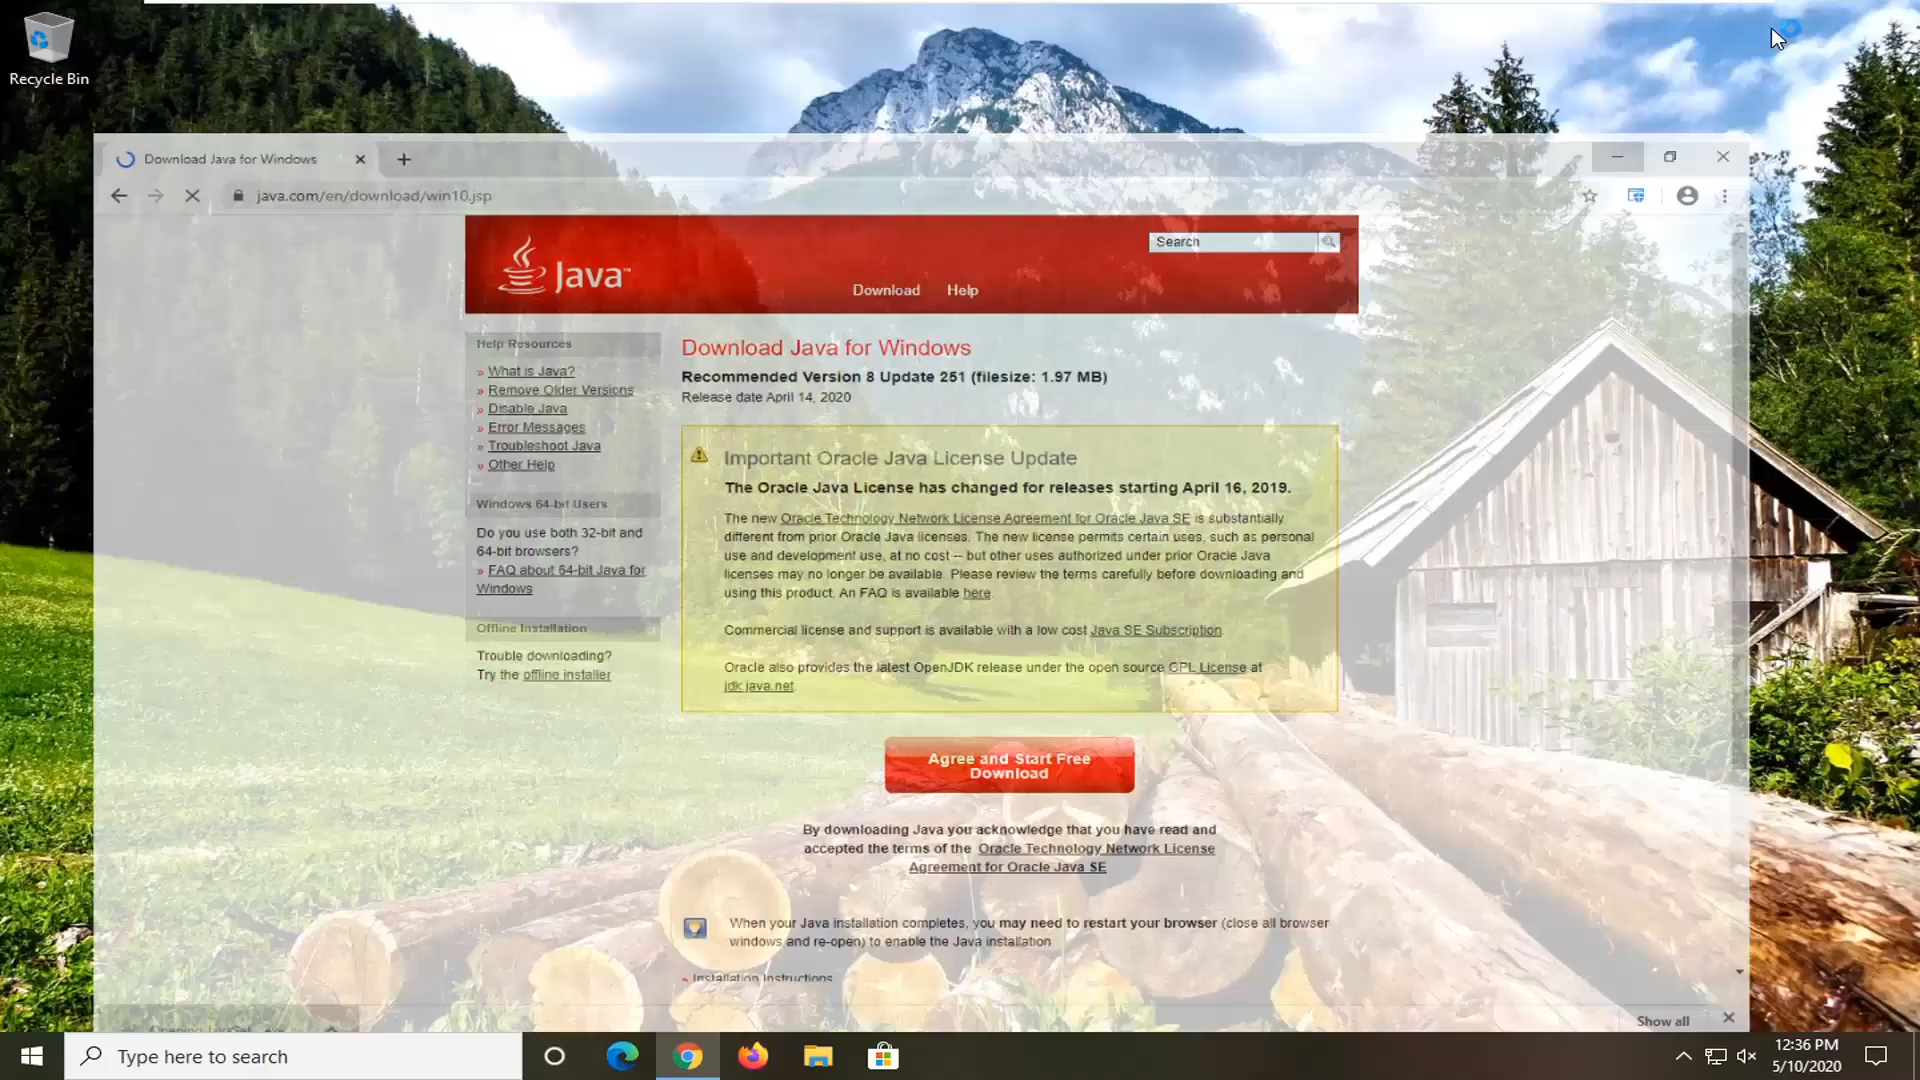 Recycle Bin
Download Java for Windows
java.com/en/download/win10.jsp
Java™
Search
Download Help
Help Resources
» What is Java?
» Remove Older Versions
» Disable Java
» Error Messages
» Troubleshoot Java
» Other Help
Windows 64-bit Users
Do you use both 32-bit and
64-bit browsers?
» FAQ about 64-bit Java for
Windows
Offline Installation
Trouble downloading?
Try the offline installer
Download Java for Windows
Recommended Version 8 Update 251 (filesize: 1.97 MB)
Release date April 14, 2020
Important Oracle Java License Update
The Oracle Java License has changed for releases starting April 16, 2019.
The new Oracle Technology Network License Agreement for Oracle Java SE is substantially
different from prior Oracle Java licenses. The new license permits certain uses, such as personal
use and development use, at no cost -- but other uses authorized under prior Oracle Java
licenses may no longer be available. Please review the terms carefully before downloading and
using this product. An FAQ is available here.
Commercial license and support is available with a low cost Java SE Subscription.
Oracle also provides the latest OpenJDK release under the open source GPL License at
jdk.java.net.
Agree and Start Free
Download
By downloading Java you acknowledge that you have read and
accepted the terms of the Oracle Technology Network License
Agreement for Oracle Java SE
When your Java installation completes, you may need to restart your browser (close all browser
windows and re-open) to enable the Java installation
» Installation Instructions
Show all
Type here to search
12:36 PM
5/10/2020